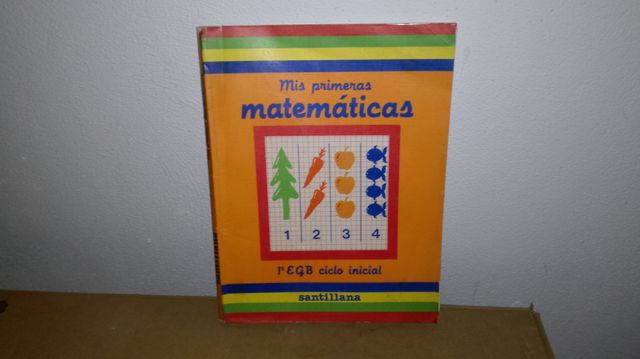 Mis primeras
matemáticas
1 2 3 4
1º EGB ciclo inicial
santillana